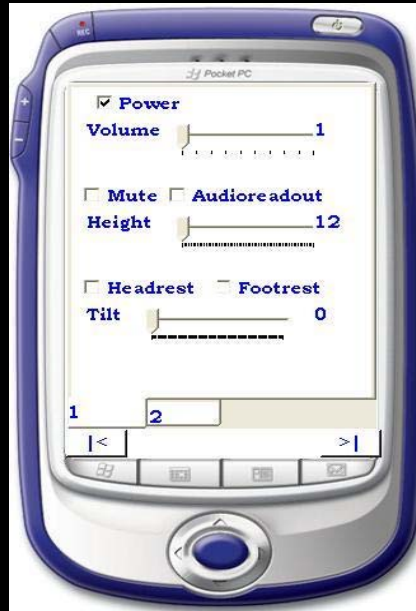 REC
Pocket PC
Power
Volume 1
Mute Audioreadout
Height 12
Headrest Footrest
Tilt 0
1 2
|< >|